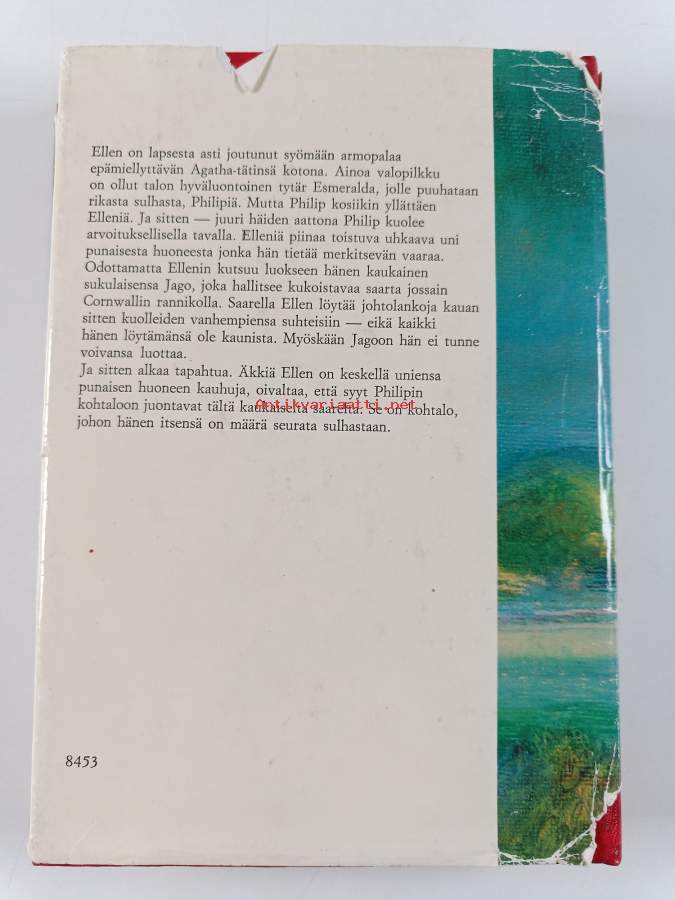 Ellen on lapsesta asti joutunut syömään armopalaa
epämiellyttävän Agatha-tätinsä kotona. Ainoa valopilkku
on ollut talon hyväluontoinen tytär Esmeralda, jolle puuhataan
rikasta sulhasta, Philipiä. Mutta Philip kosiikin yllättäen
Elleniä. Ja sitten — juuri häiden aattona Philip kuolee
arvoituksellisella tavalla. Elleniä piinaa toistuva uhkaava uni
punaisesta huoneesta jonka hän tietää merkitsevän vaaraa.
Odottamatta Ellenin kutsuu luokseen hänen kaukainen
sukulaisensa Jago, joka hallitsee kukoistavaa saarta jossain
Cornwallin rannikolla. Saarella Ellen löytää johtolankoja kauan
sitten kuolleiden vanhempiensa suhteisiin — eikä kaikki
hänen löytämänsä ole kaunista. Myöskään Jagoon hän ei tunne
voivansa luottaa.
Ja sitten alkaa tapahtua. Äkkiä Ellen on keskellä uniensa
punaisen huoneen kauhuja, oivaltaa, että syyt Philipin
kohtaloon juontavat tältä kaukaiselta saarelta. Se on kohtalo,
Antikvariaatti.net
johon hänen itsensä on määrä seurata sulhastaan.
8453